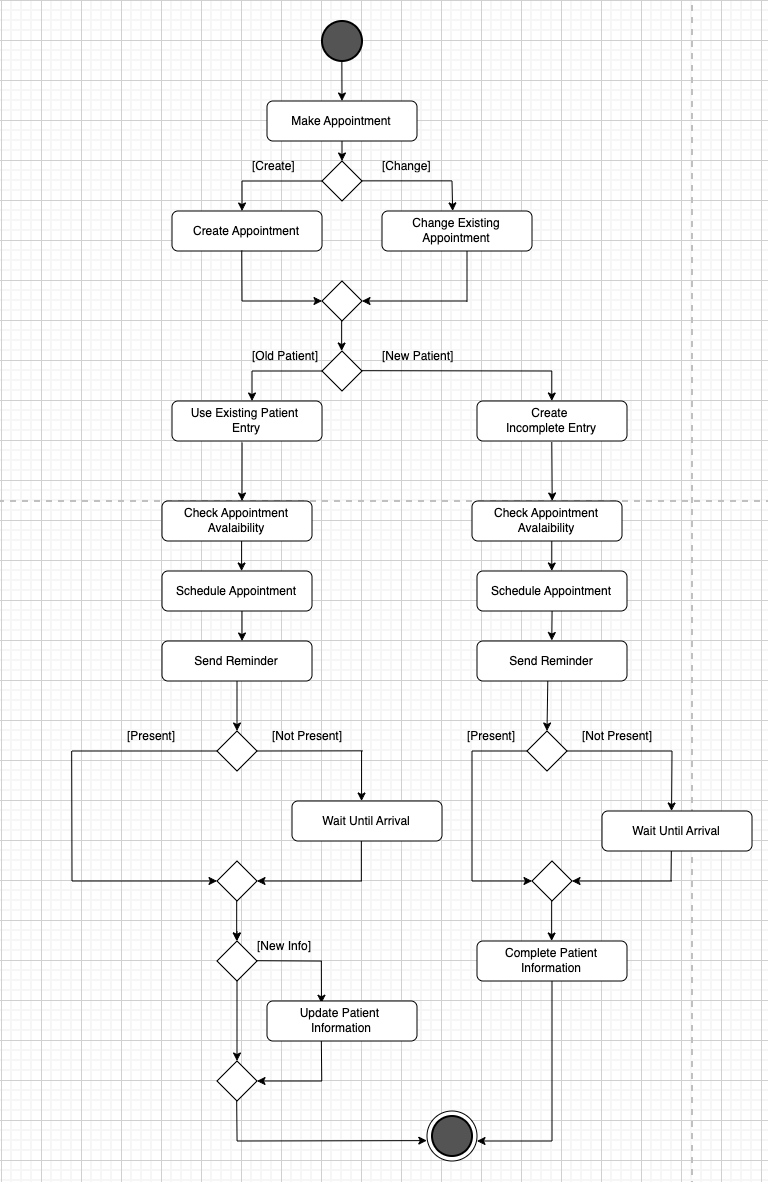 Make Appointment
[Create]
[Change]
Create Appointment
Change Existing
Appointment
[Old Patient]
[New Patient]
Use Existing Patient
Entry
Create
Incomplete Entry
Check Appointment
Avalaibility
Check Appointment
Avalaibility
Schedule Appointment
Schedule Appointment
Send Reminder
Send Reminder
[Present]
[Not Present]
[Present]
[Not Present]
Wait Until Arrival
Wait Until Arrival
[New Info]
Complete Patient
Information
Update Patient
Information